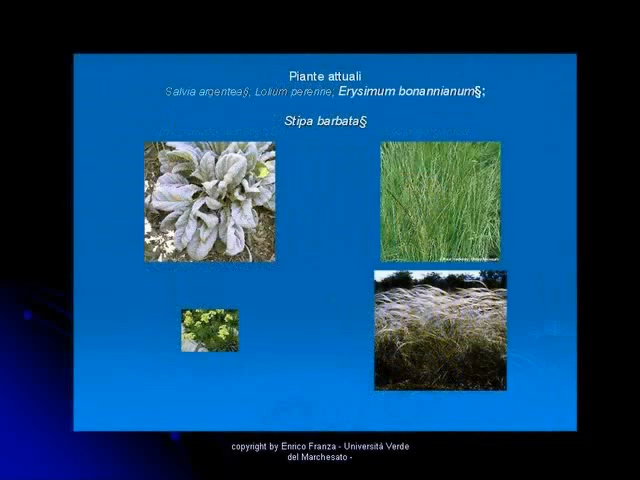 Piante attuali
Salvia argentea§; Lolium perenne; Erysimum bonannianum§;
Stipa barbata§
copyright by Enrico Franza - Università Verde
del Marchesato -